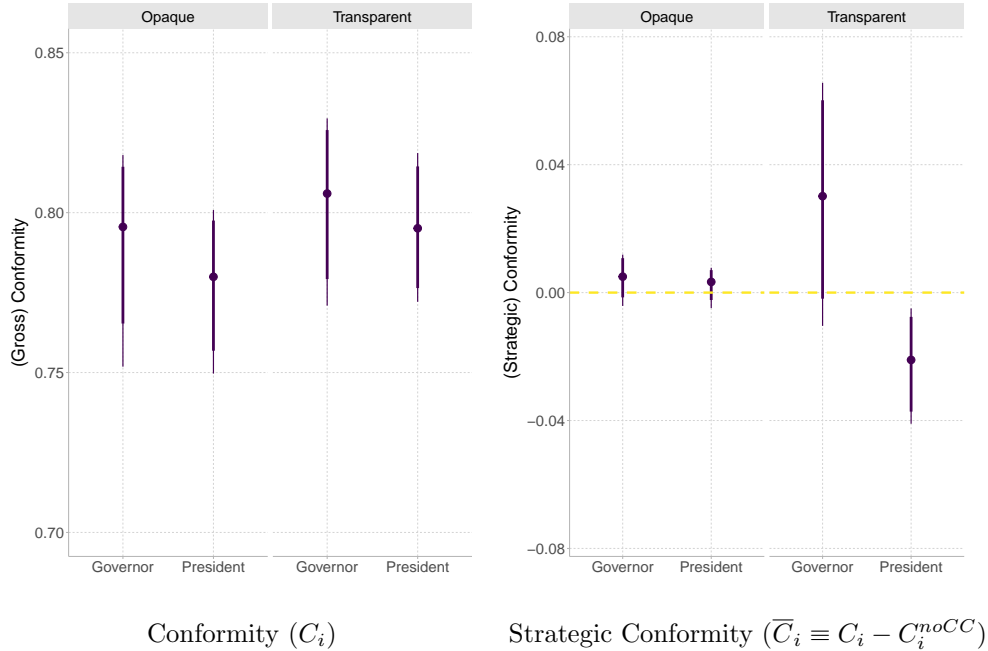 Opaque
Transparent
(Gross) Conformity
0.85
0.80
0.75
0.70
Governor
President
Governor
President
Conformity ($C_i$)
Opaque
Transparent
(Strategic) Conformity
0.08
0.04
0.00
−0.04
−0.08
Governor
President
Governor
President
Strategic Conformity ($\overline{C}_i \equiv C_i - C_i^{noCC}$)